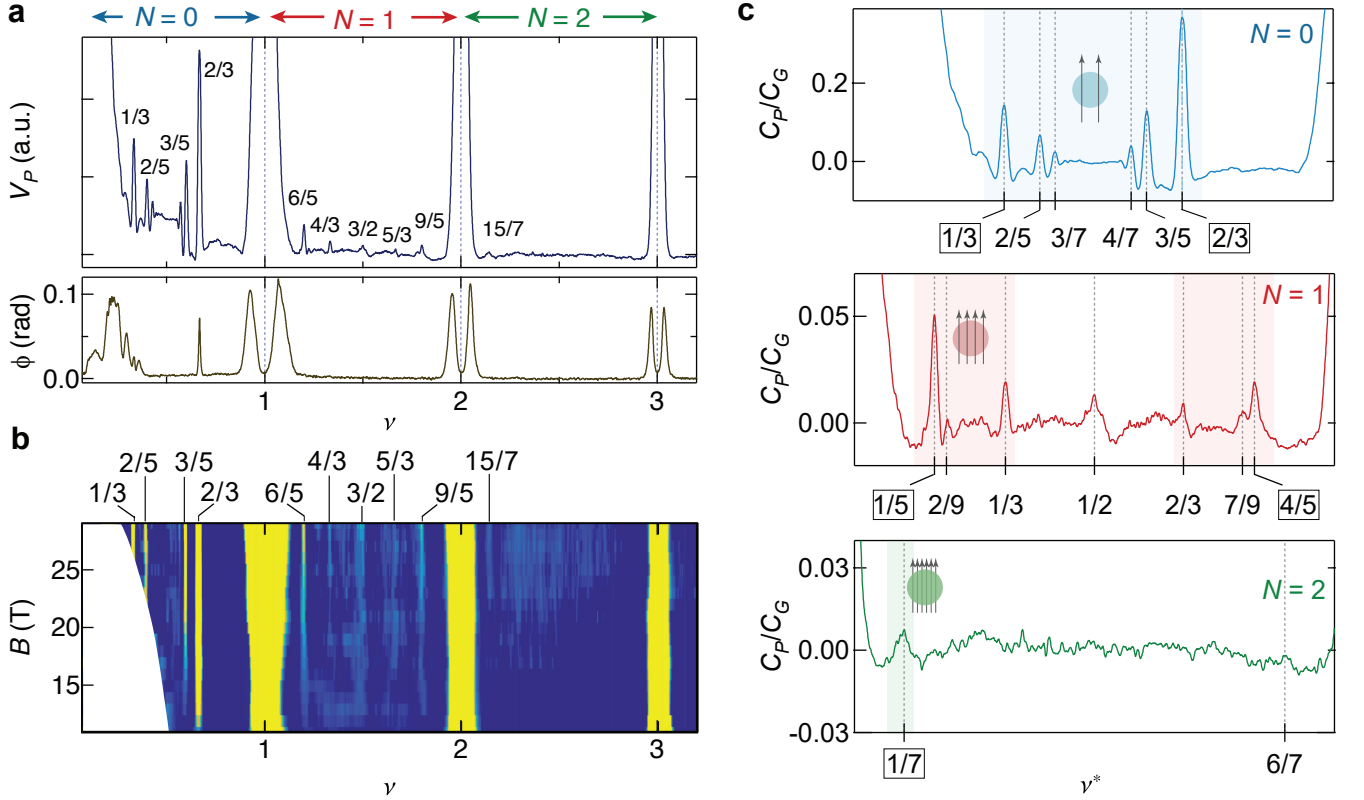 a
N = 0
N = 1
N = 2
V_P (a.u.)
1/3
2/5
3/5
2/3
6/5
4/3
3/2
5/3
9/5
15/7
ϕ (rad)
0.1
0.0
1
2
3
ν
b
2/5
3/5
4/3
5/3
15/7
1/3
2/3
6/5
3/2
9/5
B (T)
25
20
15
1
2
3
ν
c
N = 0
C_P/C_G
0.2
0.0
1/3
2/5
3/7
4/7
3/5
2/3
N = 1
C_P/C_G
0.05
0.00
1/5
2/9
1/3
1/2
2/3
7/9
4/5
N = 2
C_P/C_G
0.03
0.00
-0.03
1/7
6/7
ν*